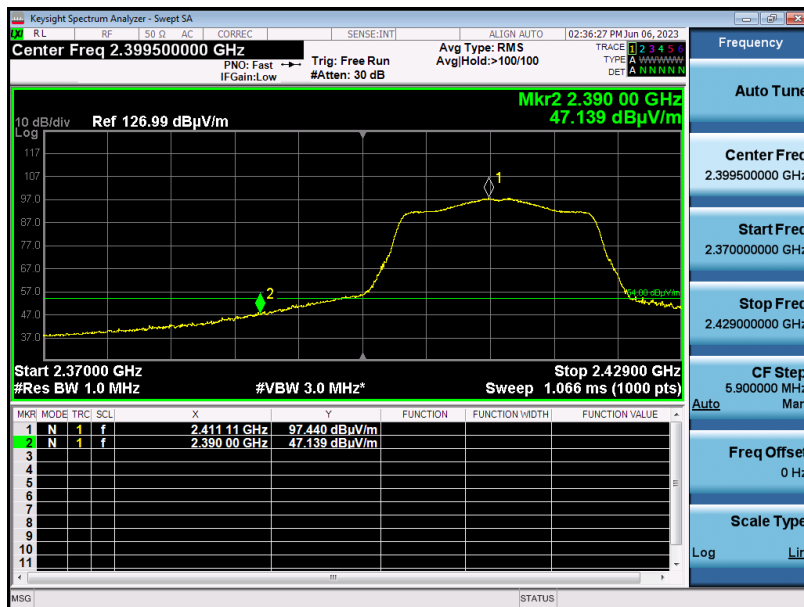 Keysight Spectrum Analyzer - Swept SA
LXI RL RF 50 Ω AC CORREC SENSE:INT ALIGN AUTO 02:36:27 PM Jun 06, 2023
Center Freq 2.399500000 GHz
PNO: Fast
IFGain:Low
Trig: Free Run
#Atten: 30 dB
Avg Type: RMS
Avg|Hold:>100/100
TRACE 1 2 3 4 5 6
TYPE A WWWWW
DET A N N N N N
Mkr2 2.390 00 GHz
47.139 dBµV/m
10 dB/div Ref 126.99 dBµV/m
Log
117
107
97.0
87.0
77.0
67.0
57.0
47.0
37.0
1
2
54.00 dBµV/m
Start 2.37000 GHz Stop 2.42900 GHz
#Res BW 1.0 MHz #VBW 3.0 MHz* Sweep 1.066 ms (1000 pts)
MKR MODE TRC SCL X Y FUNCTION FUNCTION WIDTH FUNCTION VALUE
1 N 1 f 2.411 11 GHz 97.440 dBµV/m
2 N 1 f 2.390 00 GHz 47.139 dBµV/m
3
4
5
6
7
8
9
10
11
MSG STATUS
Frequency
Auto Tune
Center Freq
2.399500000 GHz
Start Freq
2.370000000 GHz
Stop Freq
2.429000000 GHz
CF Step
5.900000 MHz
Auto Man
Freq Offset
0 Hz
Scale Type
Log Lin